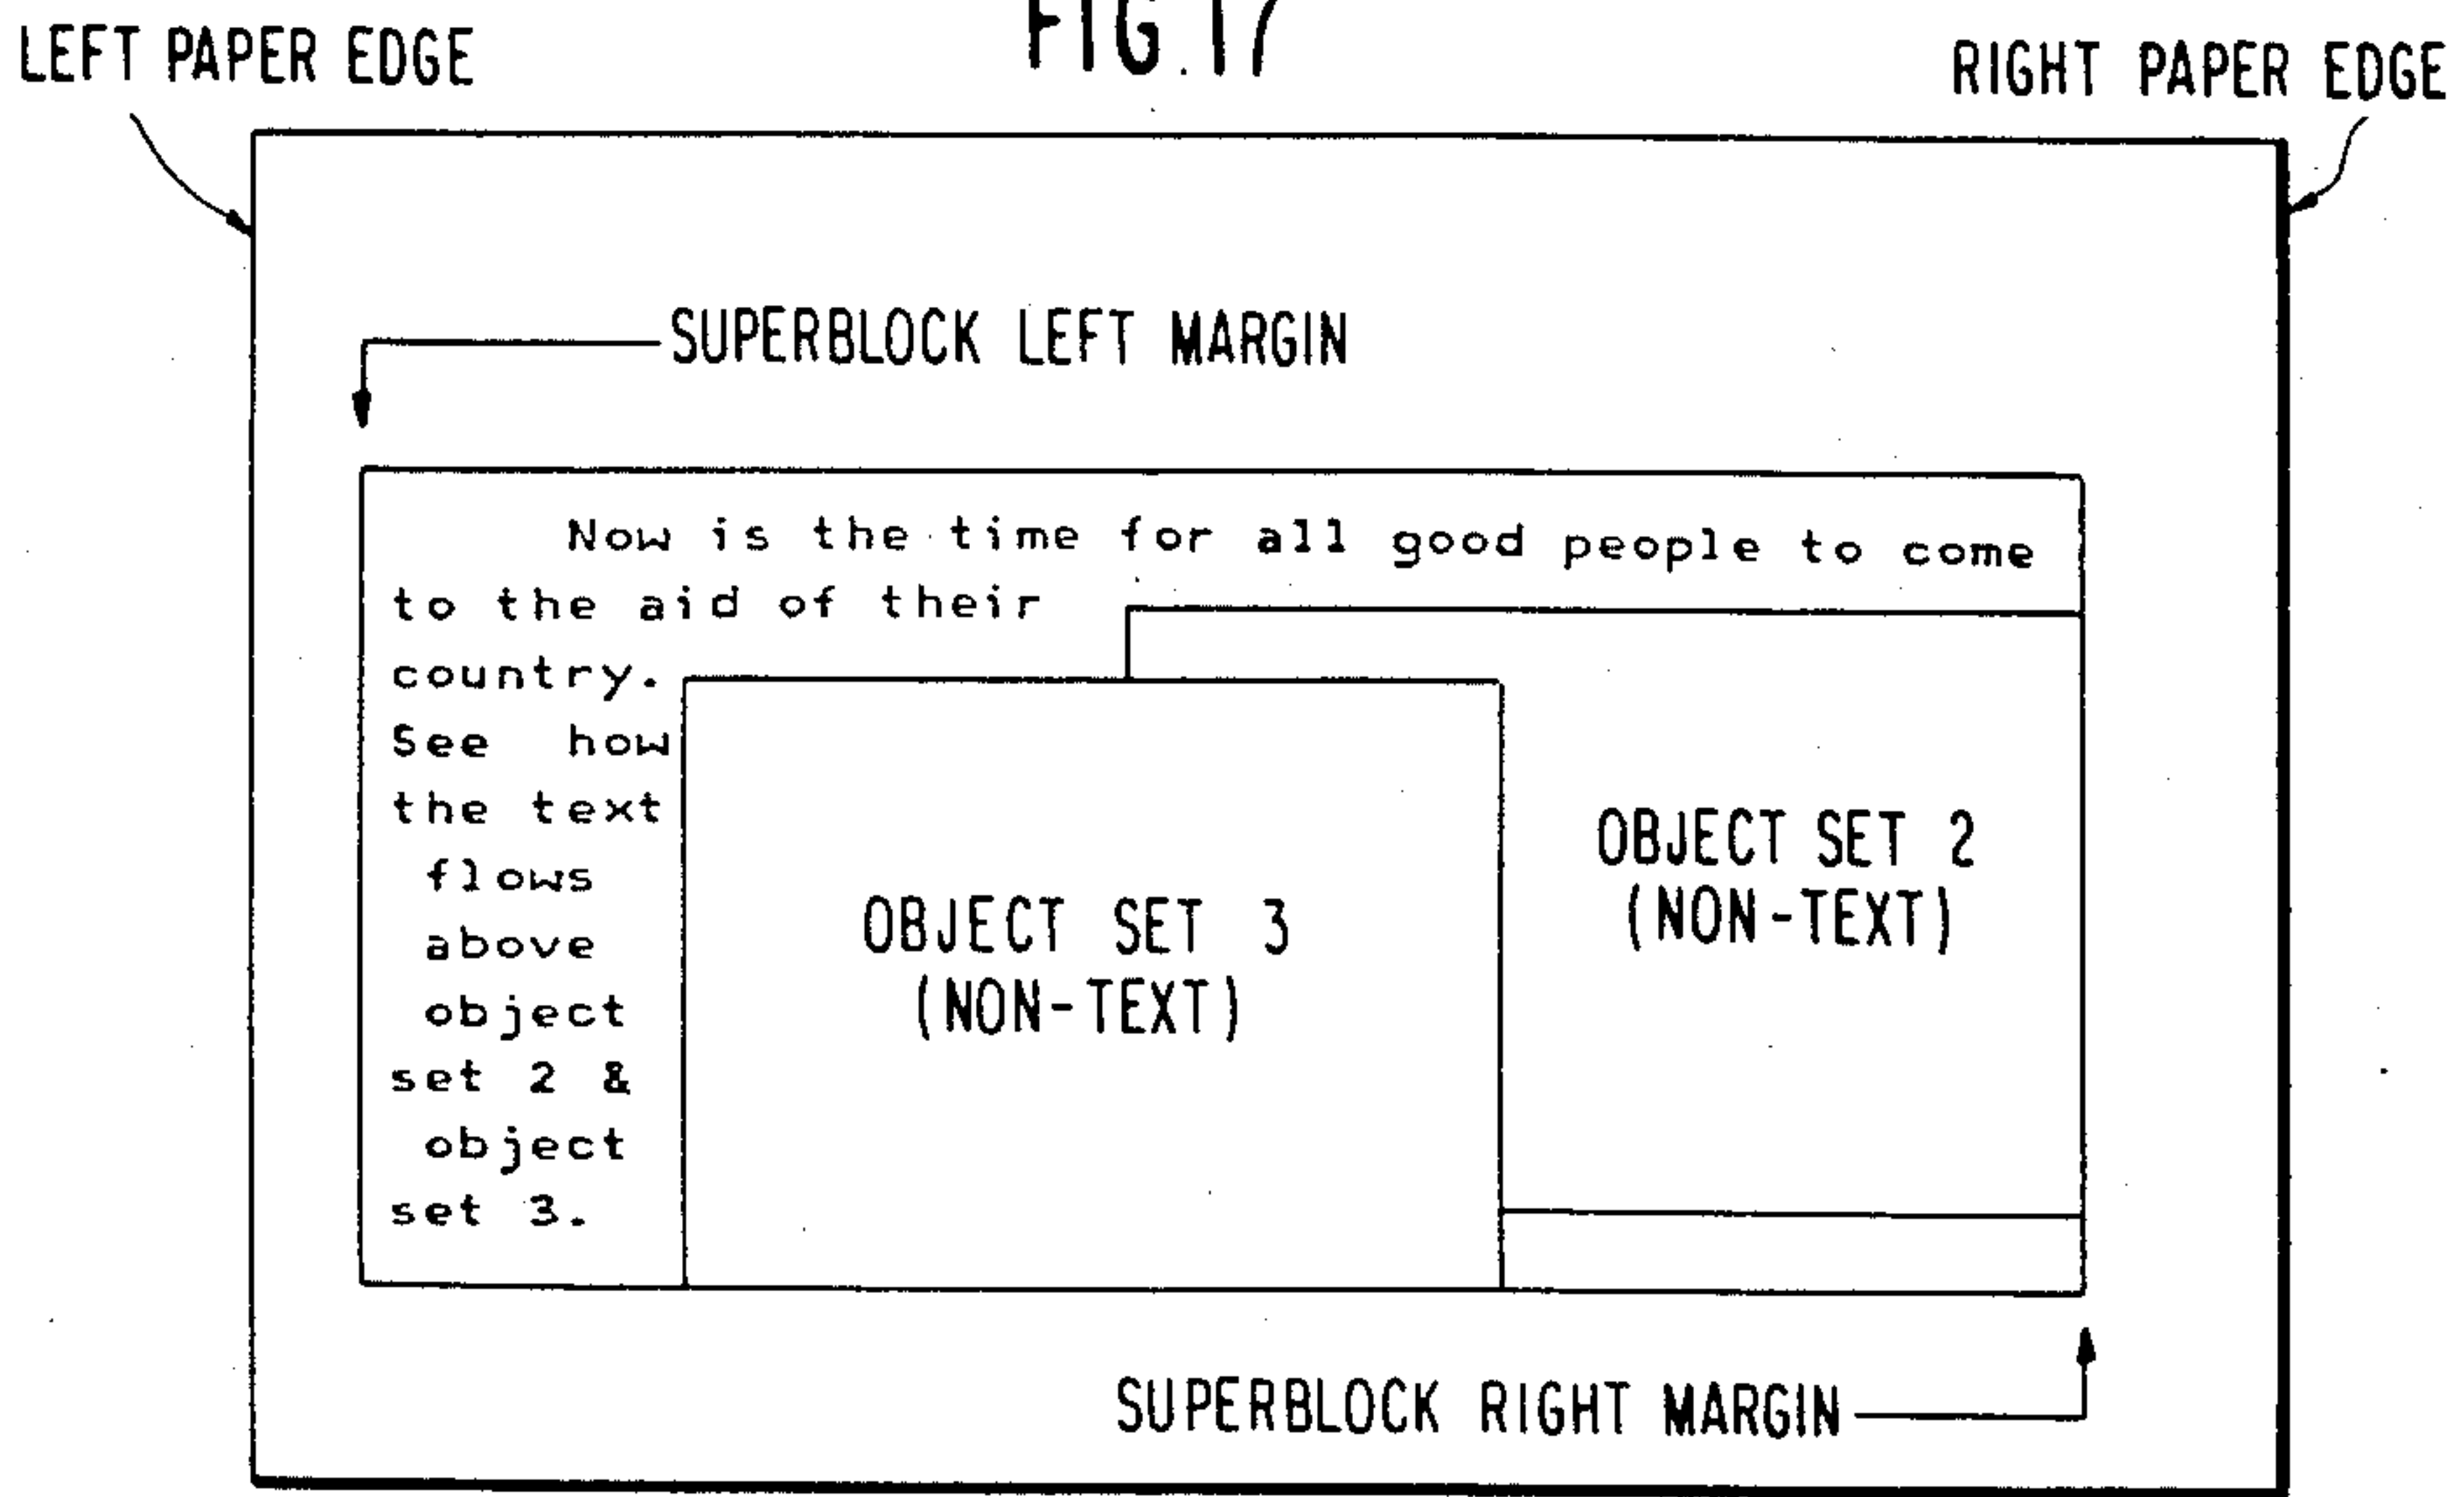 FIG.17
LEFT PAPER EDGE
RIGHT PAPER EDGE
SUPERBLOCK LEFT MARGIN
Now is the time for all good people to come
to the aid of their
country.
See how
the text
flows
above
object
set 2 &
object
set 3.
OBJECT SET 3
(NON-TEXT)
OBJECT SET 2
(NON-TEXT)
SUPERBLOCK RIGHT MARGIN